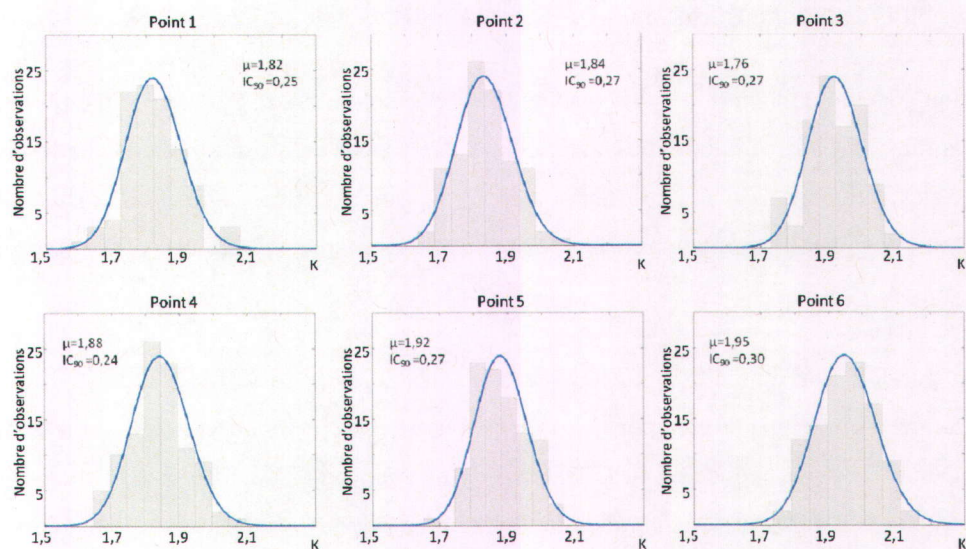 Point 1
Point 2
Point 3
Nombre d'observations
25
15
5
μ=1,82
IC₉₀=0,25
1,5
1,7
1,9
2,1
K
Nombre d'observations
25
15
5
μ=1,84
IC₉₀=0,27
1,5
1,7
1,9
2,1
K
Nombre d'observations
25
15
5
μ=1,76
IC₉₀=0,27
1,5
1,7
1,9
2,1
K
Point 4
Point 5
Point 6
Nombre d'observations
25
15
5
μ=1,88
IC₉₀=0,24
1,5
1,7
1,9
2,1
K
Nombre d'observations
25
15
5
μ=1,92
IC₉₀=0,27
1,5
1,7
1,9
2,1
K
Nombre d'observations
25
15
5
μ=1,95
IC₉₀=0,30
1,5
1,7
1,9
2,1
K